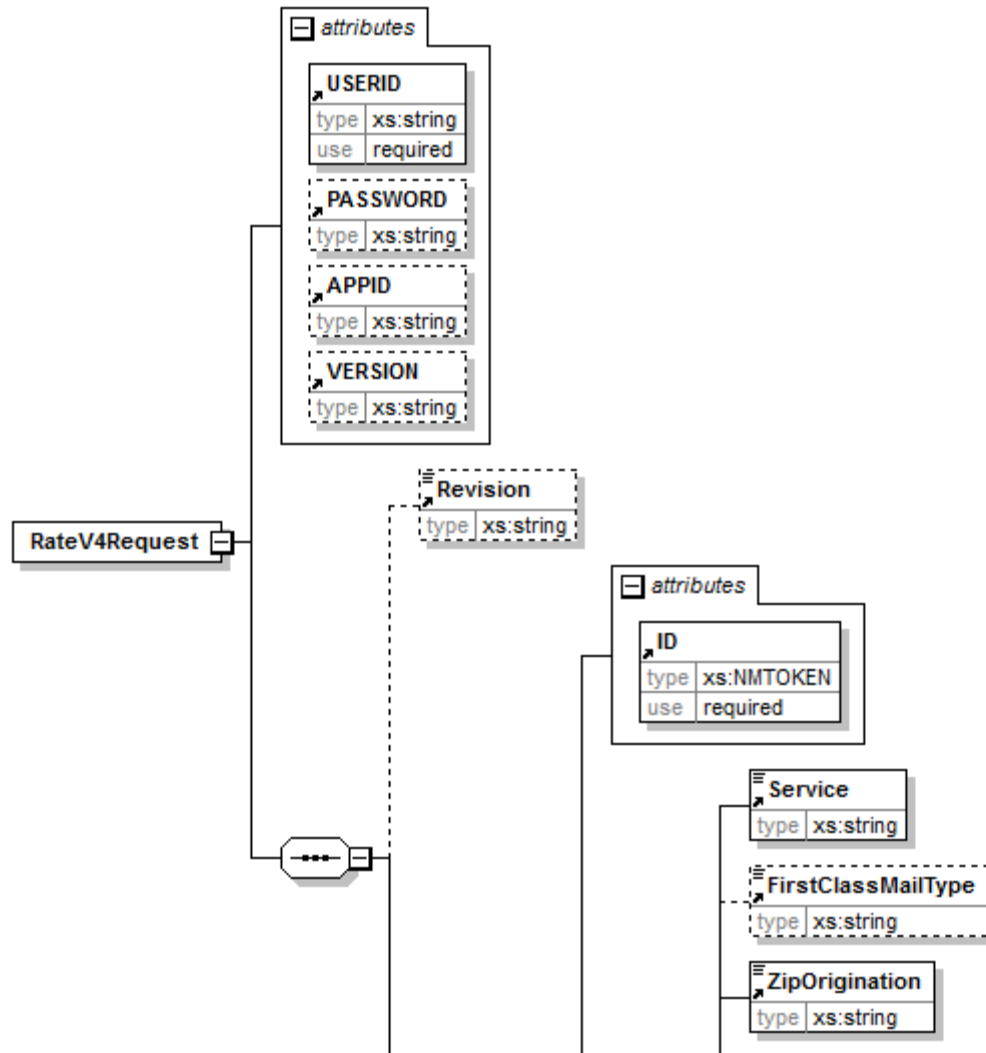 attributes
USERID
type xs:string
use required
PASSWORD
type xs:string
APPID
type xs:string
VERSION
type xs:string
Revision
type xs:string
RateV4Request
attributes
ID
type xs:NMTOKEN
use required
Service
type xs:string
FirstClassMailType
type xs:string
ZipOrigination
type xs:string